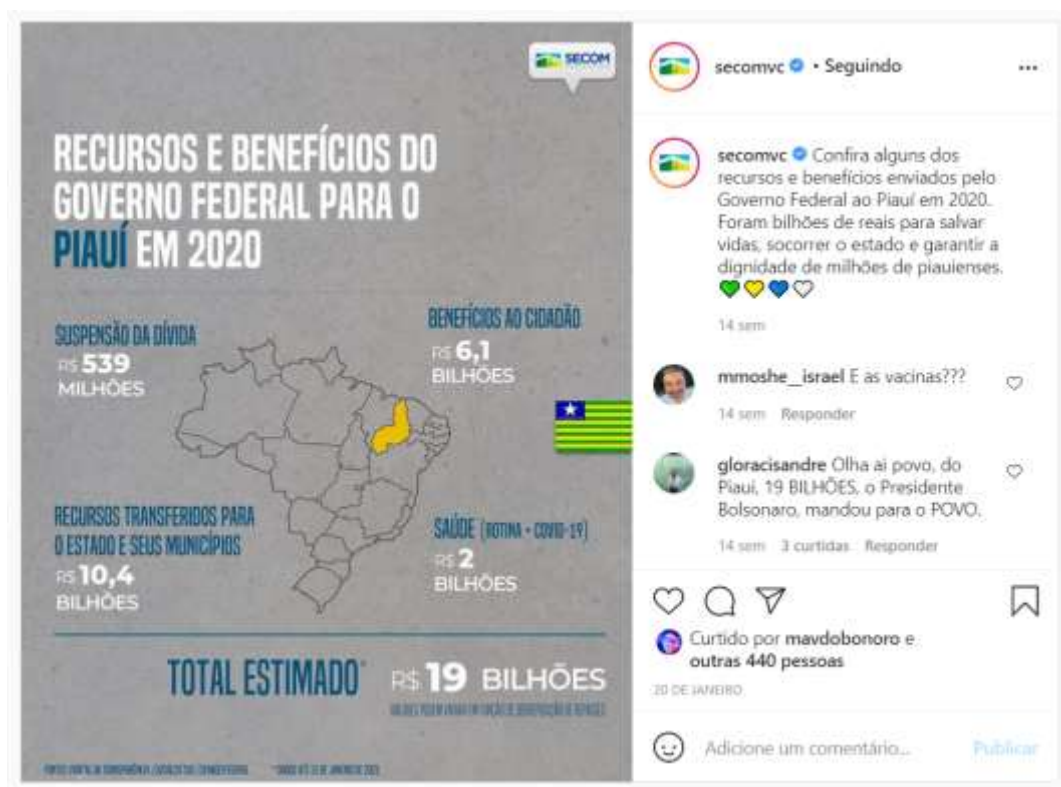 SECOM
RECURSOS E BENEFÍCIOS DO
GOVERNO FEDERAL PARA O
PIAUÍ EM 2020
SUSPENSÃO DA DÍVIDA
R$ 539
MILHÕES
BENEFÍCIOS AO CIDADÃO
R$ 6,1
BILHÕES
RECURSOS TRANSFERIDOS PARA
O ESTADO E SEUS MUNICÍPIOS
R$ 10,4
BILHÕES
SAÚDE (ROTINA + COVID-19)
R$ 2
BILHÕES
TOTAL ESTIMADO* R$ 19 BILHÕES
secomvc • Seguindo
secomvc Confira alguns dos
recursos e benefícios enviados pelo
Governo Federal ao Piauí em 2020.
Foram bilhões de reais para salvar
vidas, socorrer o estado e garantir a
dignidade de milhões de piauienses.
14 sem
mmoshe_israel E as vacinas???
14 sem Responder
gloracisandre Olha ai povo, do
Piauí, 19 BILHÕES, o Presidente
Bolsonaro, mandou para o POVO.
14 sem 3 curtidas Responder
Curtido por mavdobonoro e
outras 440 pessoas
20 DE JANEIRO
Adicione um comentário... Publicar